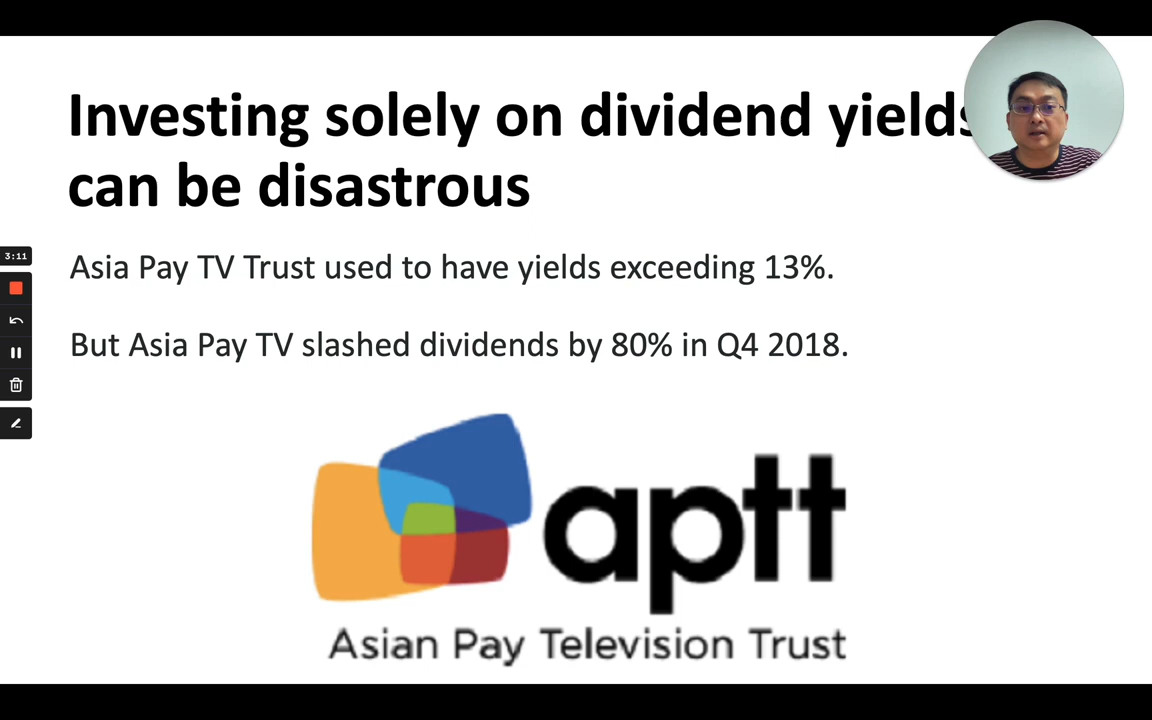 Investing solely on dividend yields
can be disastrous
3:11
Asia Pay TV Trust used to have yields exceeding 13%.
But Asia Pay TV slashed dividends by 80% in Q4 2018.
aptt
Asian Pay Television Trust